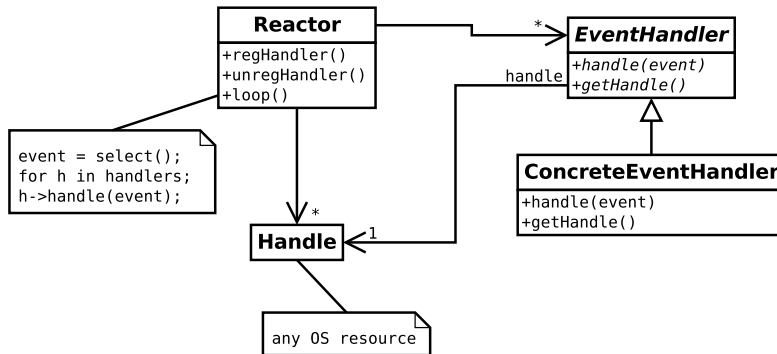 Reactor
+regHandler()
+unregHandler()
+loop()
*
EventHandler
+handle(event)
+getHandle()
handle
event = select();
for h in handlers;
h->handle(event);
ConcreteEventHandler
+handle(event)
+getHandle()
*
Handle
1
any OS resource